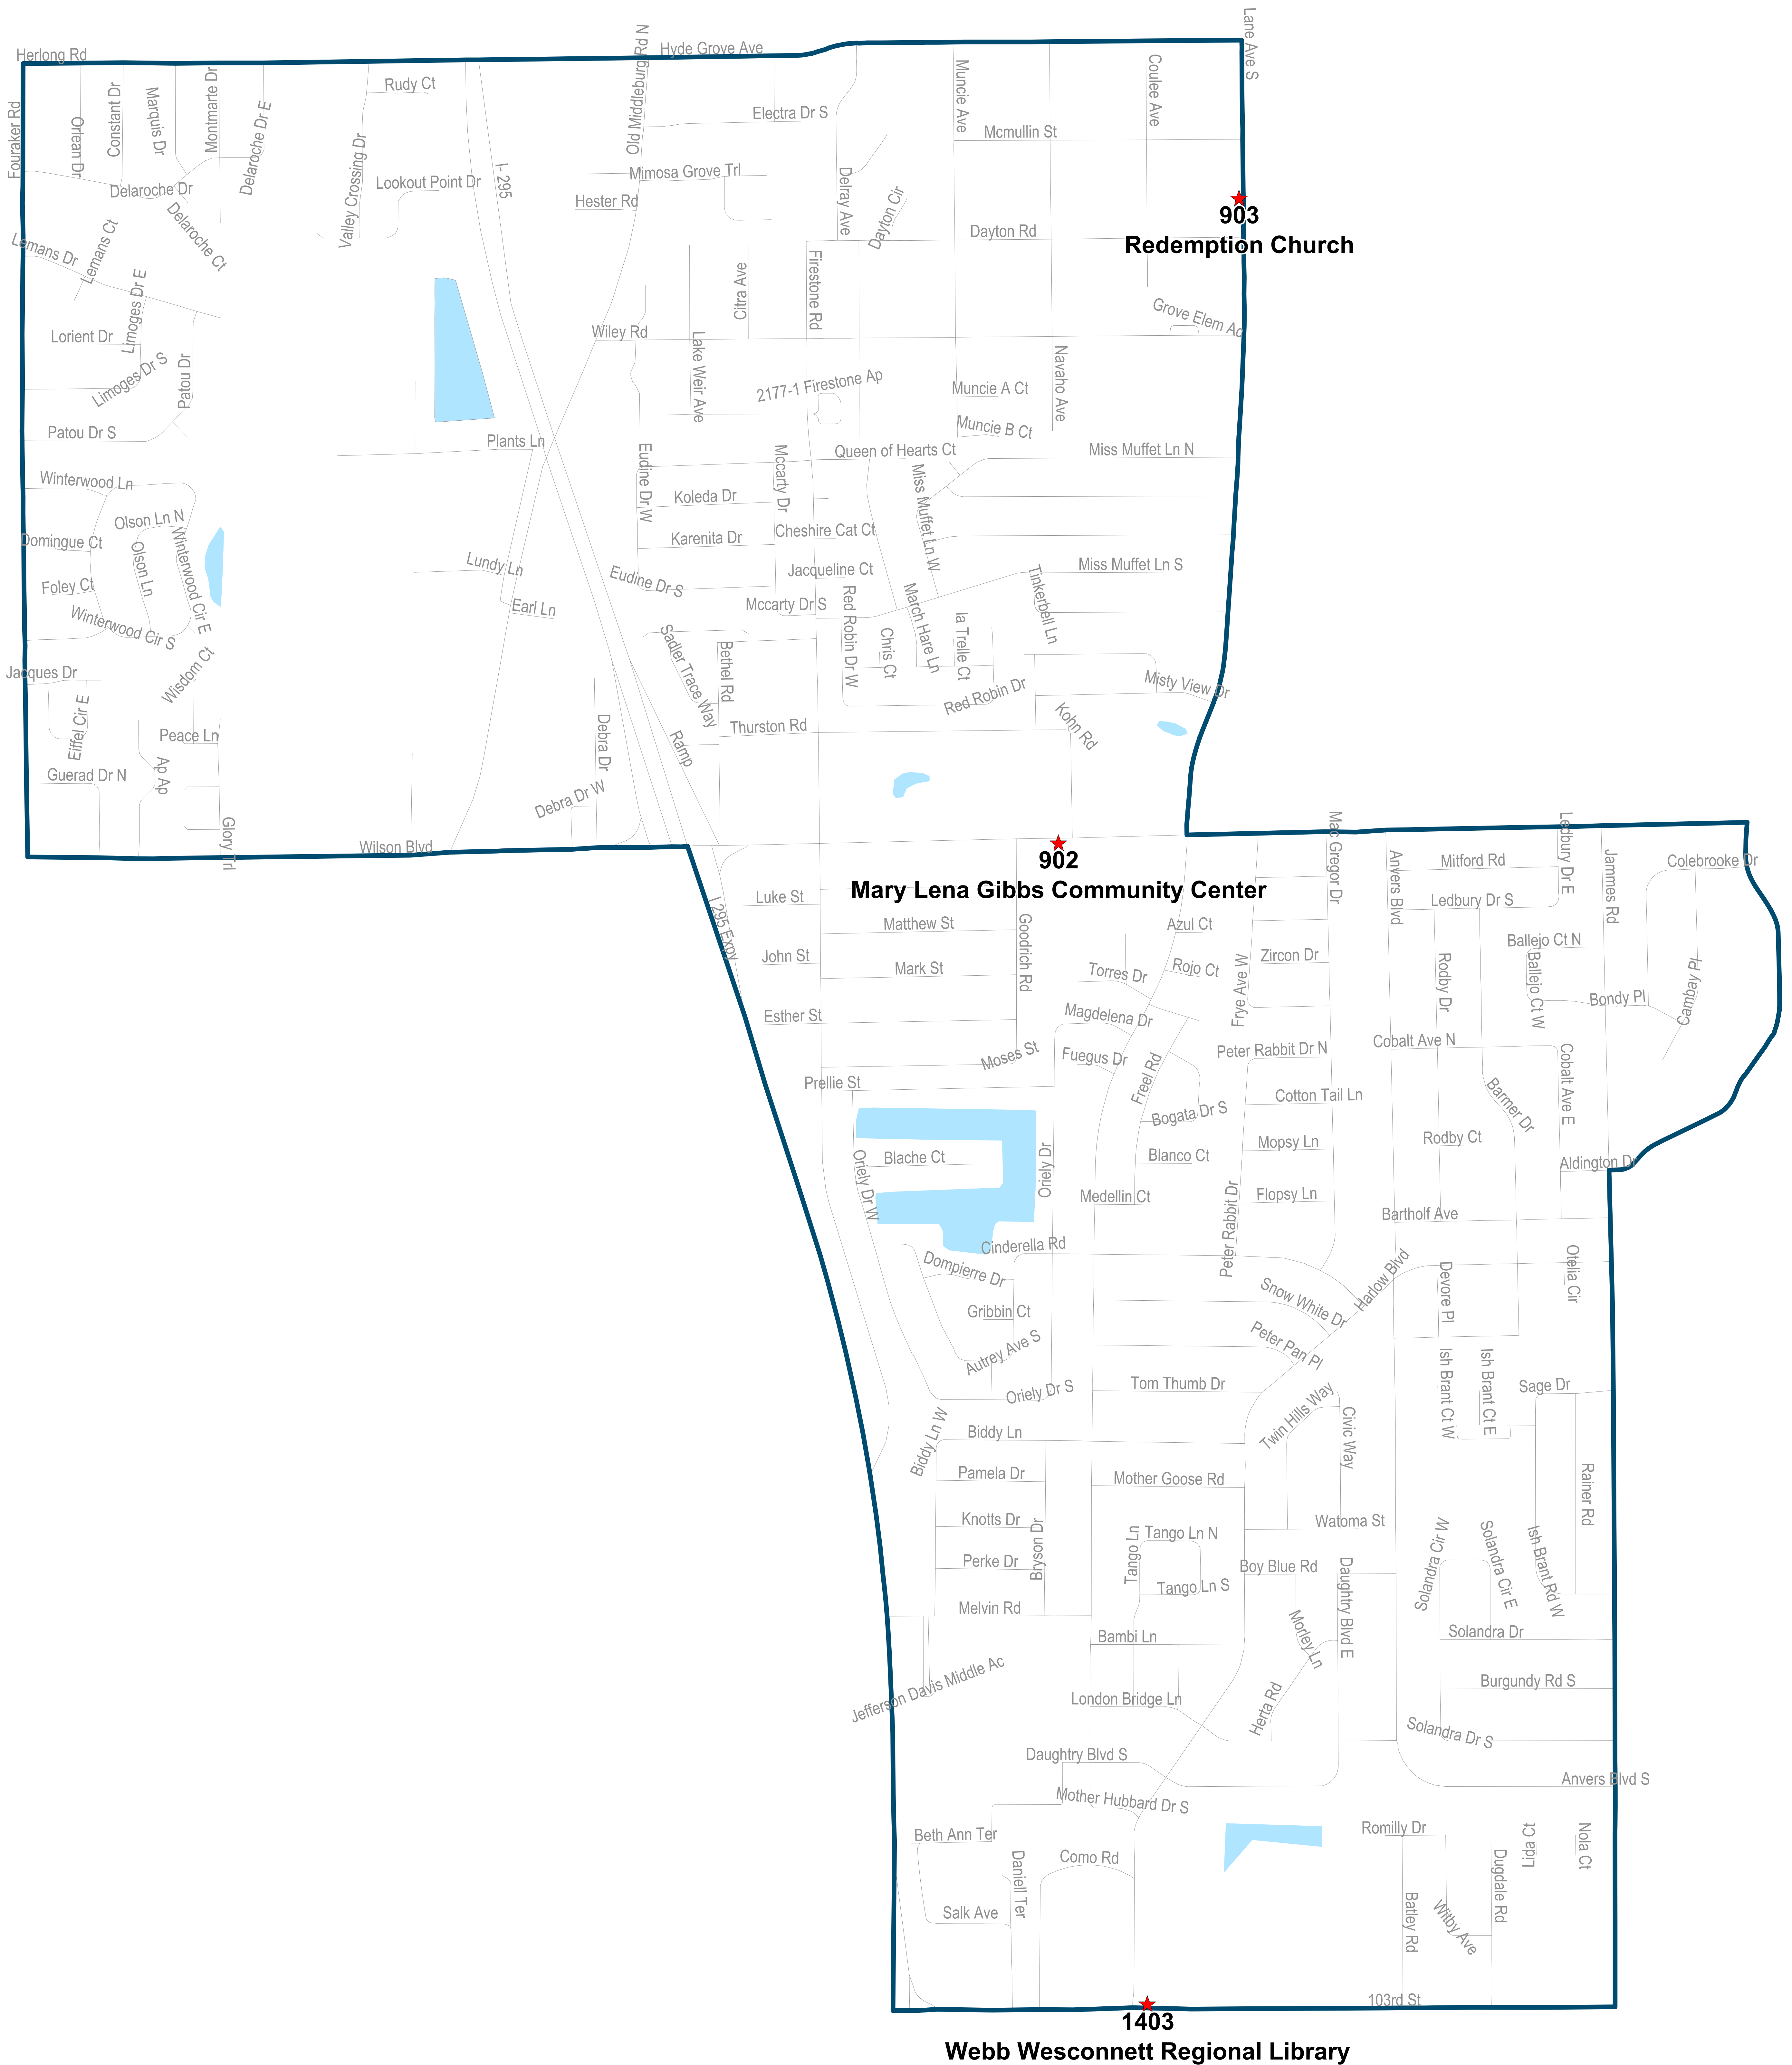 Herlong Rd
Hyde Grove Ave
Lane Ave S
Fouraker Rd
Orlean Dr
Constant Dr
Marquis Dr
Montmarte Dr
Delaroche Dr E
Rudy Ct
Valley Crossing Dr
I- 295
Old Middleburg Rd N
Electra Dr S
Muncie Ave
Coulee Ave
Mcmullin St
Delaroche Dr
Lookout Point Dr
Mimosa Grove Trl
Hester Rd
Delray Ave
Dayton Cir
Dayton Rd
903
Redemption Church
Delaroche Ct
Lemans Ct
Lemans Dr
Limoges Dr E
Citra Ave
Firestone Rd
Grove Elem Ac
Lorient Dr
Wiley Rd
Lake Weir Ave
Navaho Ave
Limoges Dr S
Patou Dr
2177-1 Firestone Ap
Muncie A Ct
Muncie B Ct
Patou Dr S
Plants Ln
Eudine Dr W
Mccarty Dr
Queen of Hearts Ct
Miss Muffet Ln N
Winterwood Ln
Koleda Dr
Miss Muffet Ln W
Olson Ln N
Domingue Ct
Olson Ln
Winterwood Cir E
Karenita Dr
Cheshire Cat Ct
Lundy Ln
Eudine Dr S
Jacqueline Ct
Miss Muffet Ln S
Foley Ct
Earl Ln
Mccarty Dr S
Red Robin Dr W
March Hare Ln
Tinkerbell Ln
Winterwood Cir S
Sadler Trace Way
Bethel Rd
Chris Ct
la Trelle Ct
Jacques Dr
Wisdom Ct
Red Robin Dr
Misty View Dr
Eiffel Cir E
Peace Ln
Debra Dr
Ramp
Thurston Rd
Kohn Rd
Guerad Dr N
Ap Ap
Debra Dr W
Glory Trl
Wilson Blvd
902
Mary Lena Gibbs Community Center
Mac Gregor Dr
Anvers Blvd
Mitford Rd
Ledbury Dr E
Jammes Rd
Colebrooke Dr
I 295 Expy
Luke St
Ledbury Dr S
Matthew St
Goodrich Rd
Azul Ct
Ballejo Ct N
John St
Mark St
Torres Dr
Rojo Ct
Frye Ave W
Zircon Dr
Rodby Dr
Ballejo Ct W
Bondy Pl
Cambay Pl
Esther St
Magdelena Dr
Moses St
Fuegus Dr
Freel Rd
Peter Rabbit Dr N
Cobalt Ave N
Cobalt Ave E
Prellie St
Bogata Dr S
Cotton Tail Ln
Barmer Dr
Oriely Dr W
Blache Ct
Oriely Dr
Blanco Ct
Mopsy Ln
Rodby Ct
Aldington Dr
Medellin Ct
Peter Rabbit Dr
Flopsy Ln
Bartholf Ave
Cinderella Rd
Dompierre Dr
Snow White Dr
Harlow Blvd
Devore Pl
Otelia Cir
Gribbin Ct
Peter Pan Pl
Autrey Ave S
Oriely Dr S
Tom Thumb Dr
Twin Hills Way
Civic Way
Ish Brant Ct W
Ish Brant Ct E
Sage Dr
Biddy Ln W
Biddy Ln
Pamela Dr
Mother Goose Rd
Rainer Rd
Knotts Dr
Bryson Dr
Tango Ln
Tango Ln N
Watoma St
Solandra Cir W
Solandra Cir E
Ish Brant Rd W
Perke Dr
Tango Ln S
Boy Blue Rd
Daughtry Blvd E
Melvin Rd
Bambi Ln
Morley Ln
Solandra Dr
Jefferson Davis Middle Ac
London Bridge Ln
Herta Rd
Burgundy Rd S
Solandra Dr S
Daughtry Blvd S
Anvers Blvd S
Mother Hubbard Dr S
Beth Ann Ter
Romilly Dr
Lida Ct
Nola Ct
Como Rd
Daniell Ter
Dugdale Rd
Salk Ave
Batley Rd
Witby Ave
103rd St
1403
Webb Wesconnett Regional Library